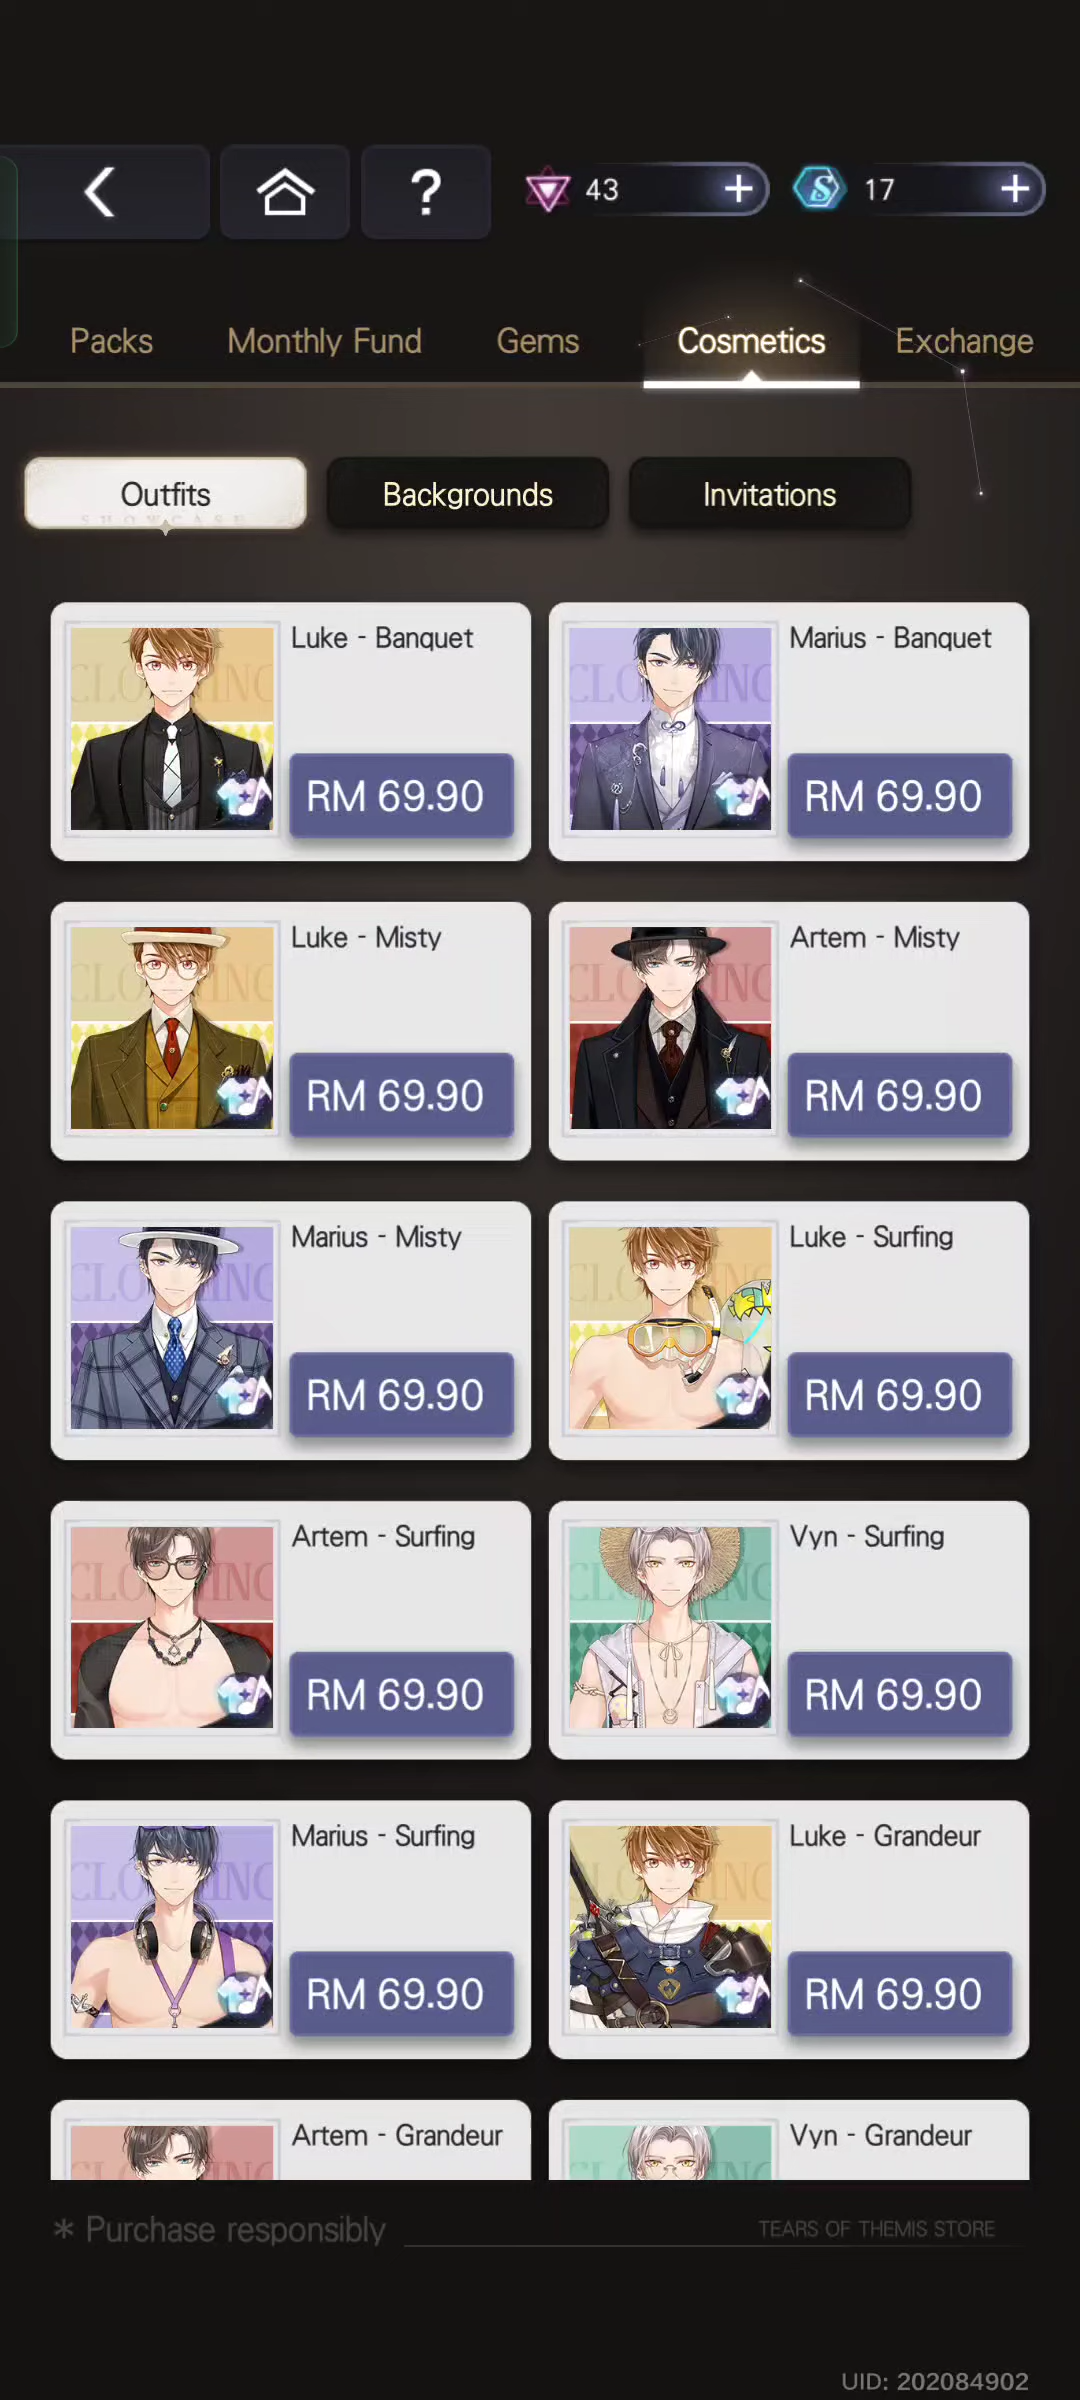 43
17
Packs
Monthly Fund
Gems
Cosmetics
Exchange
Outfits
SHOWCASE
Backgrounds
Invitations
Luke - Banquet
RM 69.90
Marius - Banquet
RM 69.90
Luke - Misty
RM 69.90
Artem - Misty
RM 69.90
Marius - Misty
RM 69.90
Luke - Surfing
RM 69.90
Artem - Surfing
RM 69.90
Vyn - Surfing
RM 69.90
Marius - Surfing
RM 69.90
Luke - Grandeur
RM 69.90
Artem - Grandeur
Vyn - Grandeur
* Purchase responsibly
TEARS OF THEMIS STORE
UID: 202084902